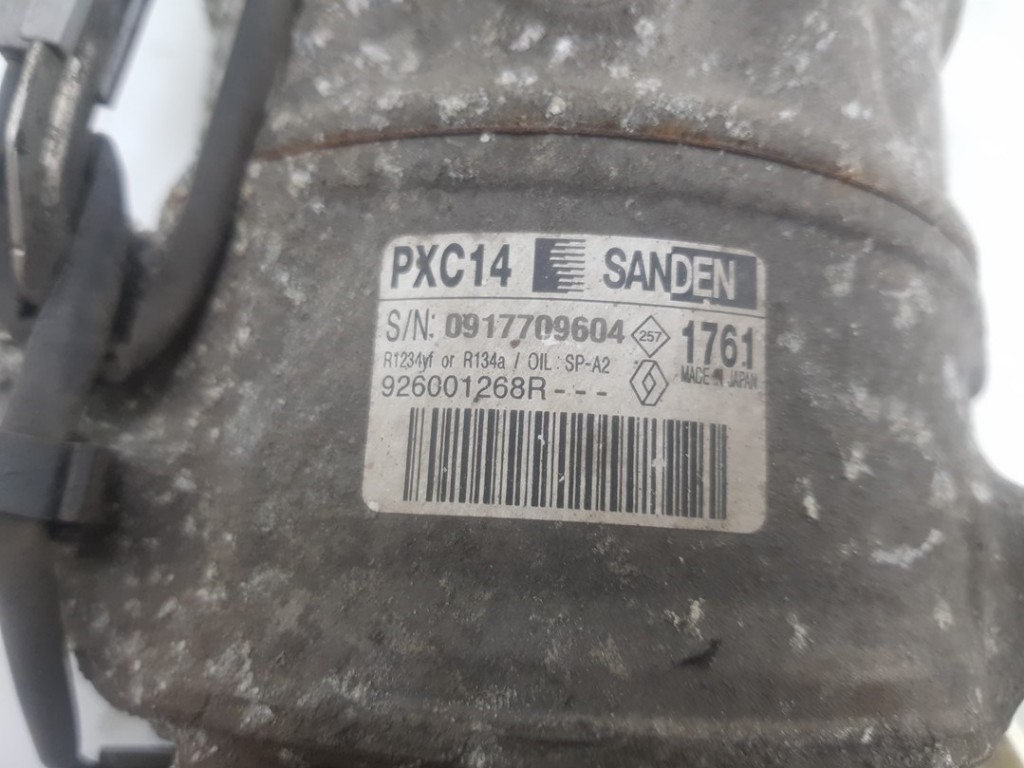 PXC14 SANDEN
S/N: 0917709604 257 1761
R1234yf or R134a / OIL : SP-A2 MADE IN JAPAN
926001268R - - -